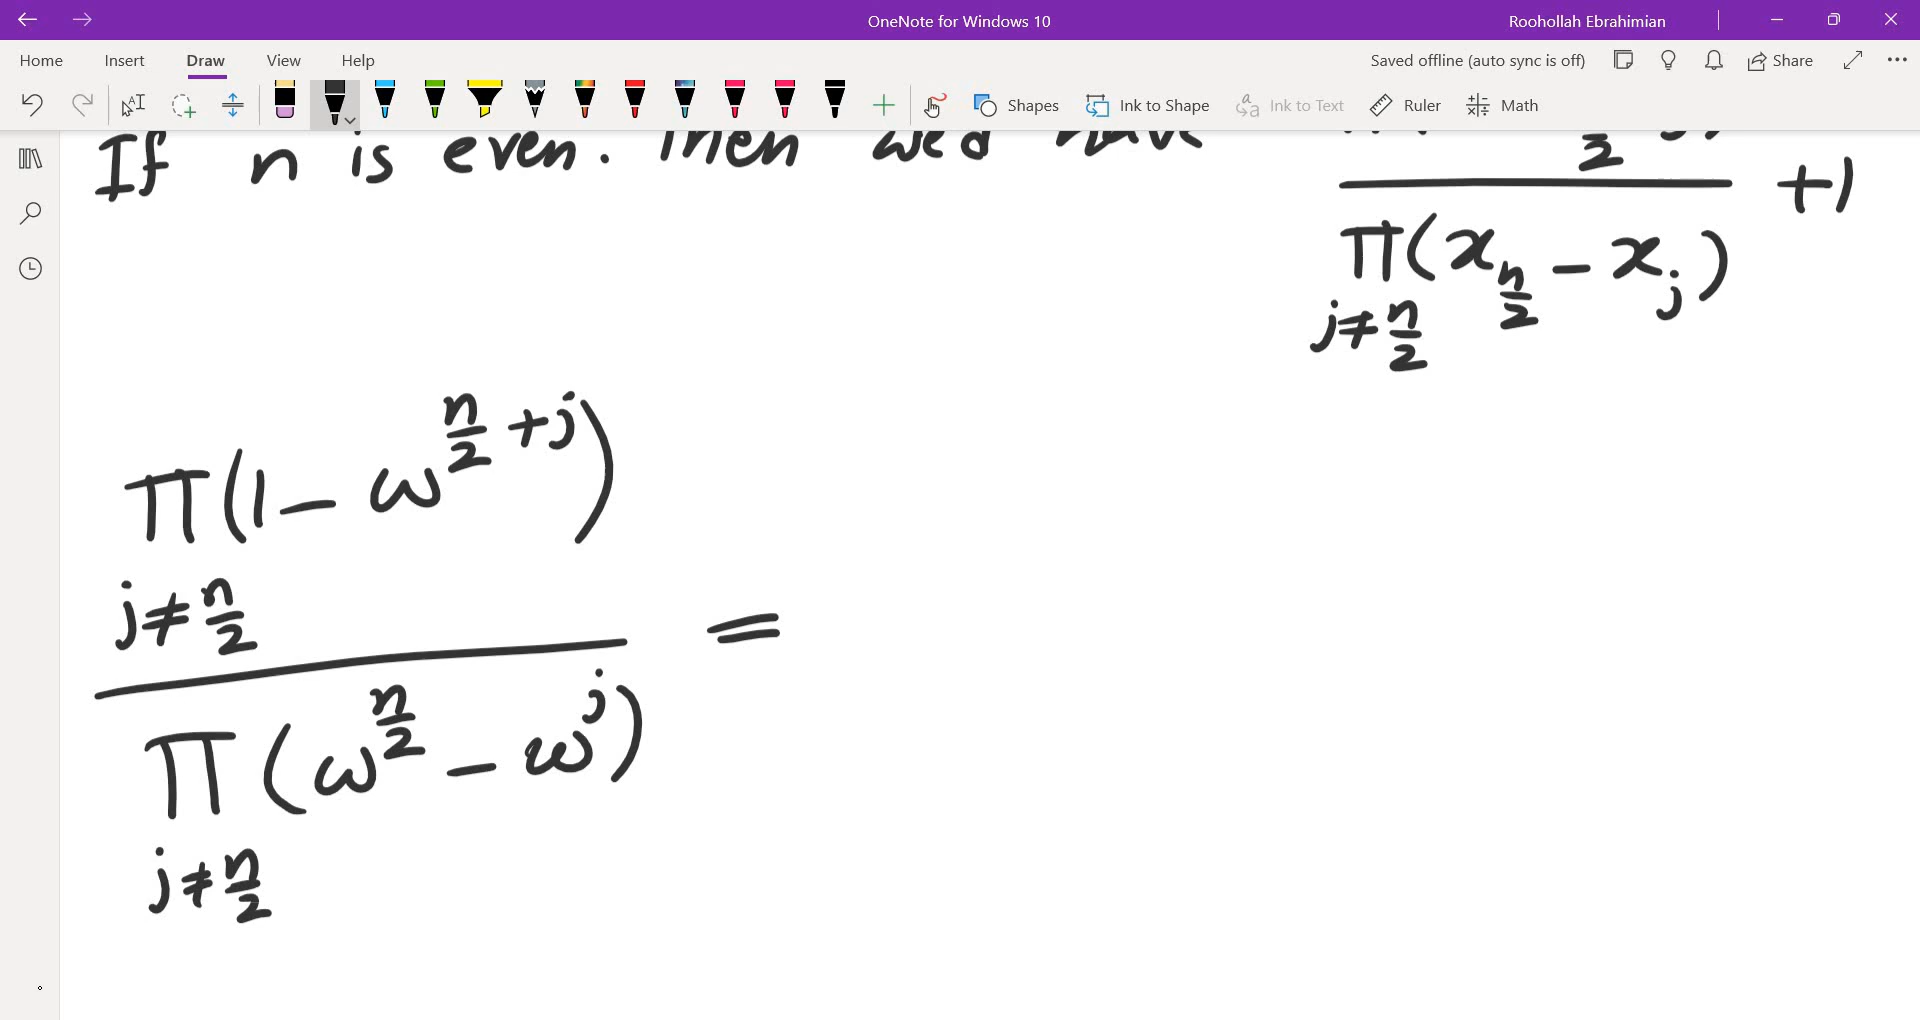 OneNote for Windows 10
Roohollah Ebrahimian
Home Insert Draw View Help
Saved offline (auto sync is off) Share
Shapes Ink to Shape Ink to Text Ruler Math
If n is even. Then we'd have
n/2
+1
∏(x_{n/2} - x_j)
j≠n/2
∏(1 - ω^{n/2 + j})
j≠n/2
=
∏(ω^{n/2} - ω^j)
j≠n/2